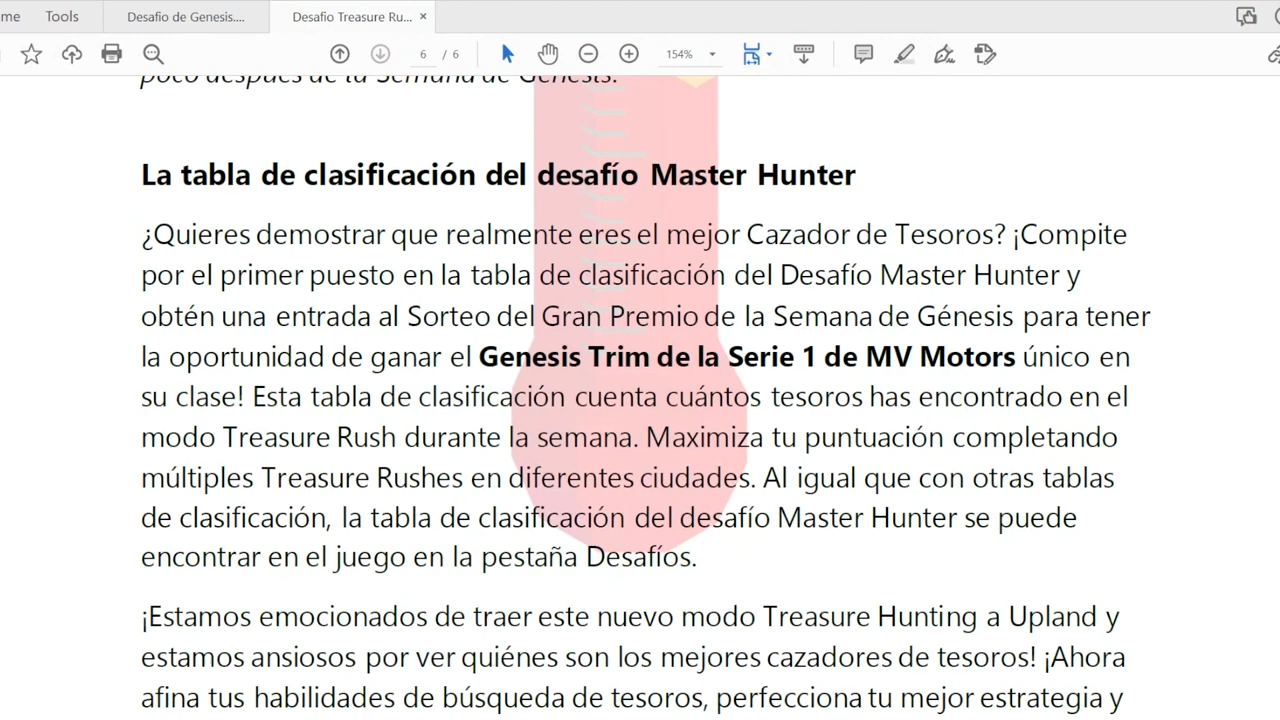 me
Tools
Desafio de Genesis....
Desafio Treasure Ru...
6 / 6
154%
poco después de la Semana de Génesis.
La tabla de clasificación del desafío Master Hunter
¿Quieres demostrar que realmente eres el mejor Cazador de Tesoros? ¡Compite
por el primer puesto en la tabla de clasificación del Desafío Master Hunter y
obtén una entrada al Sorteo del Gran Premio de la Semana de Génesis para tener
la oportunidad de ganar el Genesis Trim de la Serie 1 de MV Motors único en
su clase! Esta tabla de clasificación cuenta cuántos tesoros has encontrado en el
modo Treasure Rush durante la semana. Maximiza tu puntuación completando
múltiples Treasure Rushes en diferentes ciudades. Al igual que con otras tablas
de clasificación, la tabla de clasificación del desafío Master Hunter se puede
encontrar en el juego en la pestaña Desafíos.
¡Estamos emocionados de traer este nuevo modo Treasure Hunting a Upland y
estamos ansiosos por ver quiénes son los mejores cazadores de tesoros! ¡Ahora
afina tus habilidades de búsqueda de tesoros, perfecciona tu mejor estrategia y